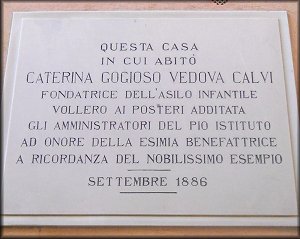 QUESTA CASA
IN CUI ABITÒ
CATERINA GOGIOSO VEDOVA CALVI
FONDATRICE DELL'ASILO INFANTILE
VOLLERO AI POSTERI ADDITATA
GLI AMMINISTRATORI DEL PIO ISTITUTO
AD ONORE DELLA ESIMIA BENEFATTRICE
A RICORDANZA DEL NOBILISSIMO ESEMPIO
SETTEMBRE 1886